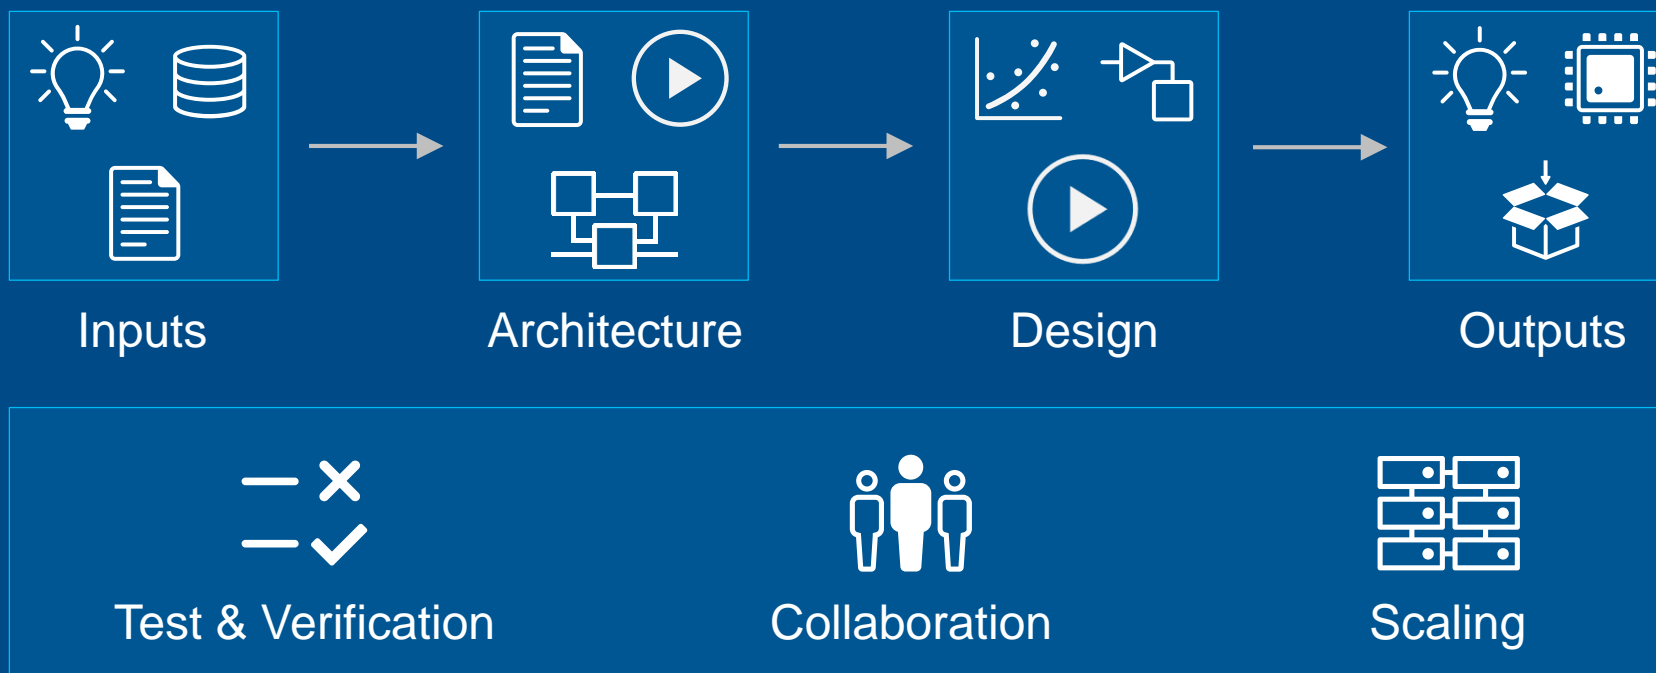 Inputs
Architecture
Design
Outputs
Test & Verification
Collaboration
Scaling